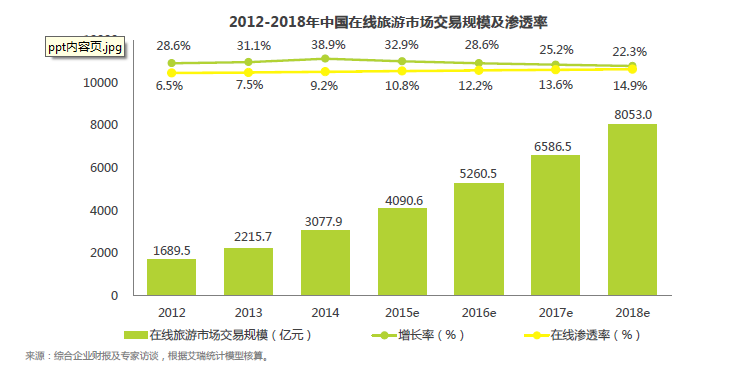 2012-2018年中国在线旅游市场交易规模及渗透率
ppt内容页.jpg
28.6% 31.1% 38.9% 32.9% 28.6% 25.2% 22.3%
6.5% 7.5% 9.2% 10.8% 12.2% 13.6% 14.9%
10000
8000
6000
4000
2000
0
1689.5 2215.7 3077.9 4090.6 5260.5 6586.5 8053.0
2012 2013 2014 2015e 2016e 2017e 2018e
在线旅游市场交易规模（亿元） 增长率（%） 在线渗透率（%）
来源：综合企业财报及专家访谈，根据艾瑞统计模型核算。